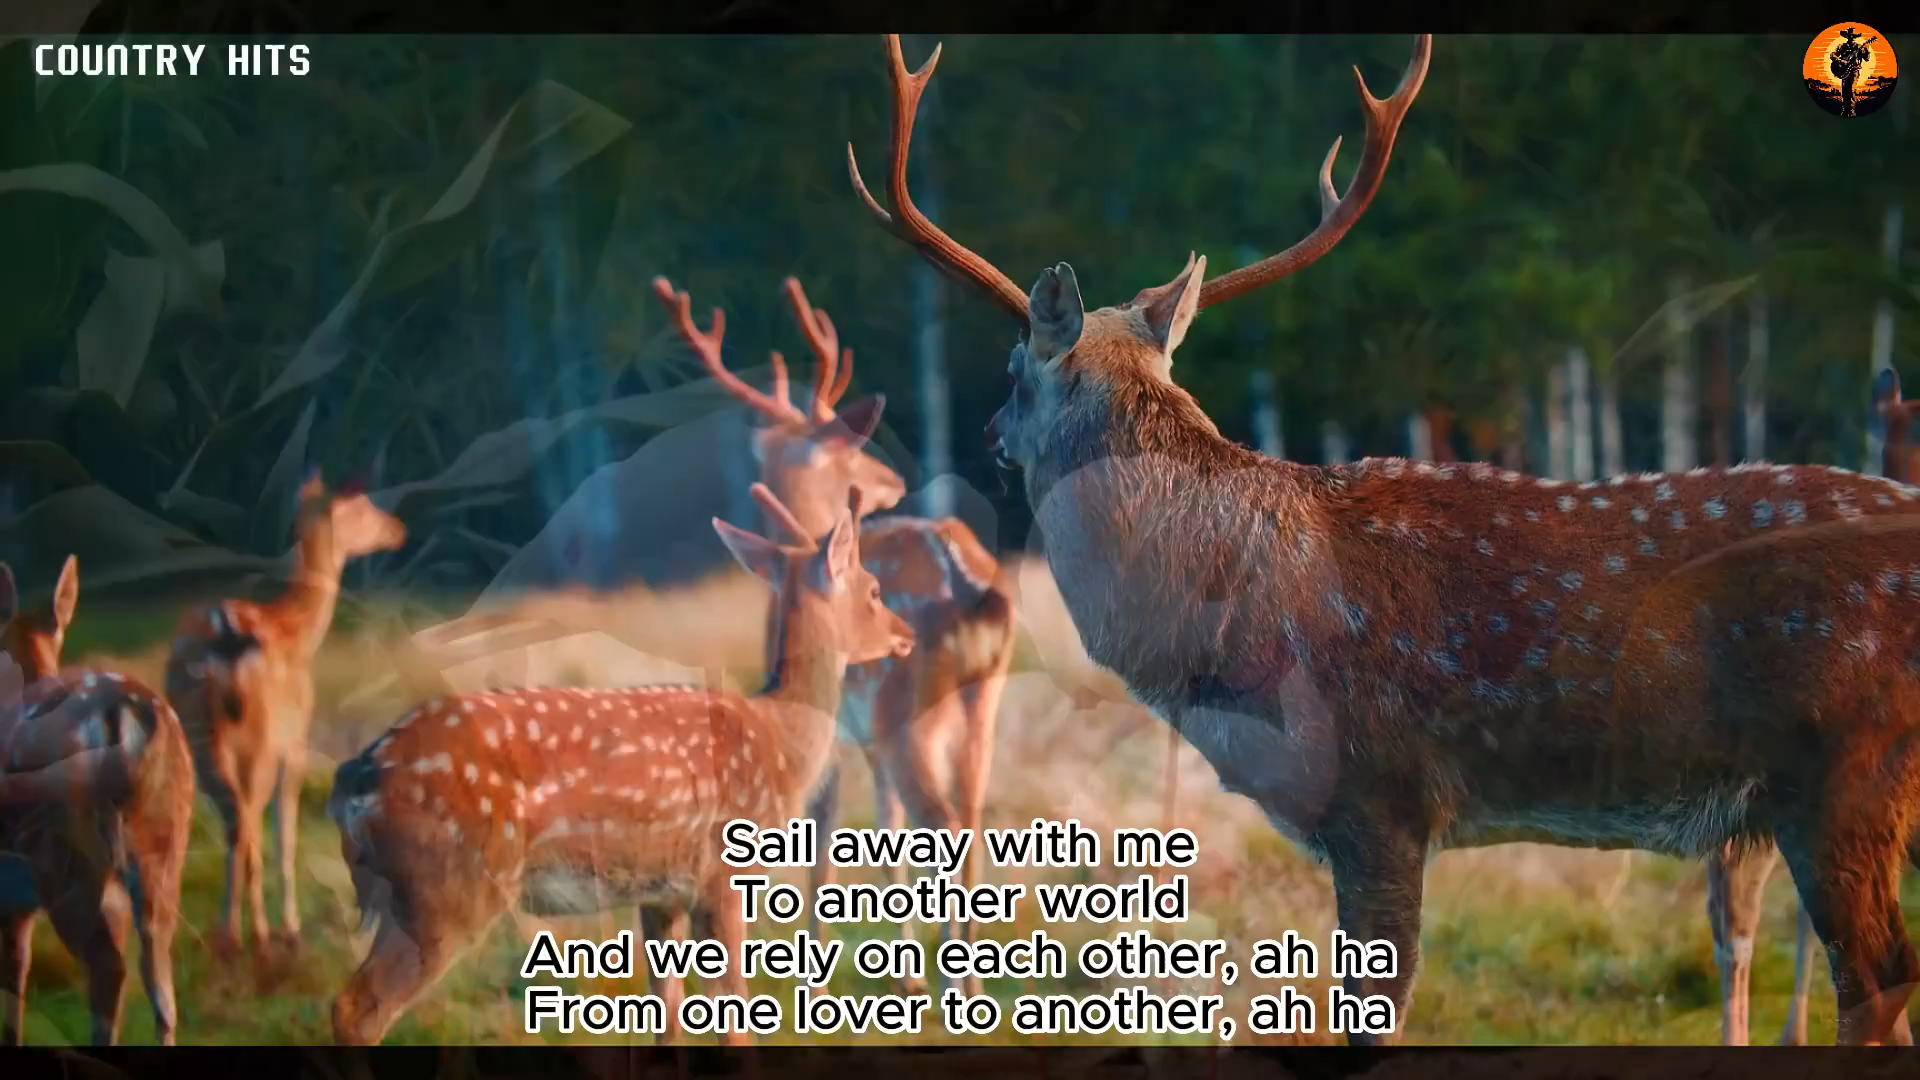 COUNTRY HITS
Sail away with me
To another world
And we rely on each other, ah ha
From one lover to another, ah ha